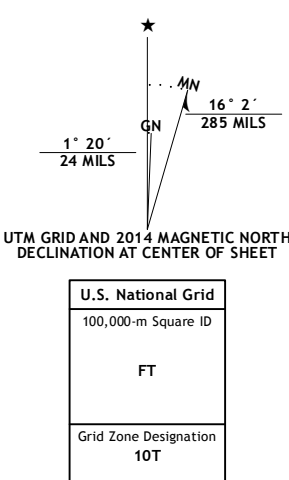 ★
MN
GN
16° 2´
285 MILS
1° 20´
24 MILS
UTM GRID AND 2014 MAGNETIC NORTH
DECLINATION AT CENTER OF SHEET
U.S. National Grid
100,000-m Square ID
FT
Grid Zone Designation
10T